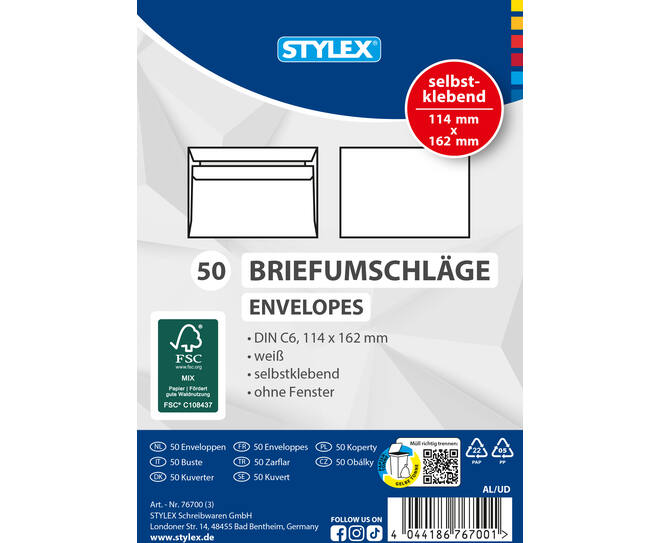 STYLEX®
selbst-
klebend
114 mm
x
162 mm
50 BRIEFUMSCHLÄGE
ENVELOPES
• DIN C6, 114 x 162 mm
• weiß
• selbstklebend
• ohne Fenster
FSC
www.fsc.org
MIX
Papier | Fördert
gute Waldnutzung
FSC® C108437
NL 50 Enveloppen FR 50 Enveloppes PL 50 Koperty
IT 50 Buste TR 50 Zarflar CZ 50 Obálky
DK 50 Kuverter SE 50 Kuvert
Müll richtig trennen:
GELBE TONNE
22
PAP
05
PP
AL/UD
Art. - Nr. 76700 (3)
STYLEX Schreibwaren GmbH
Londoner Str. 14, 48455 Bad Bentheim, Germany
www.stylex.de
FOLLOW US ON
4 044186 767001 >